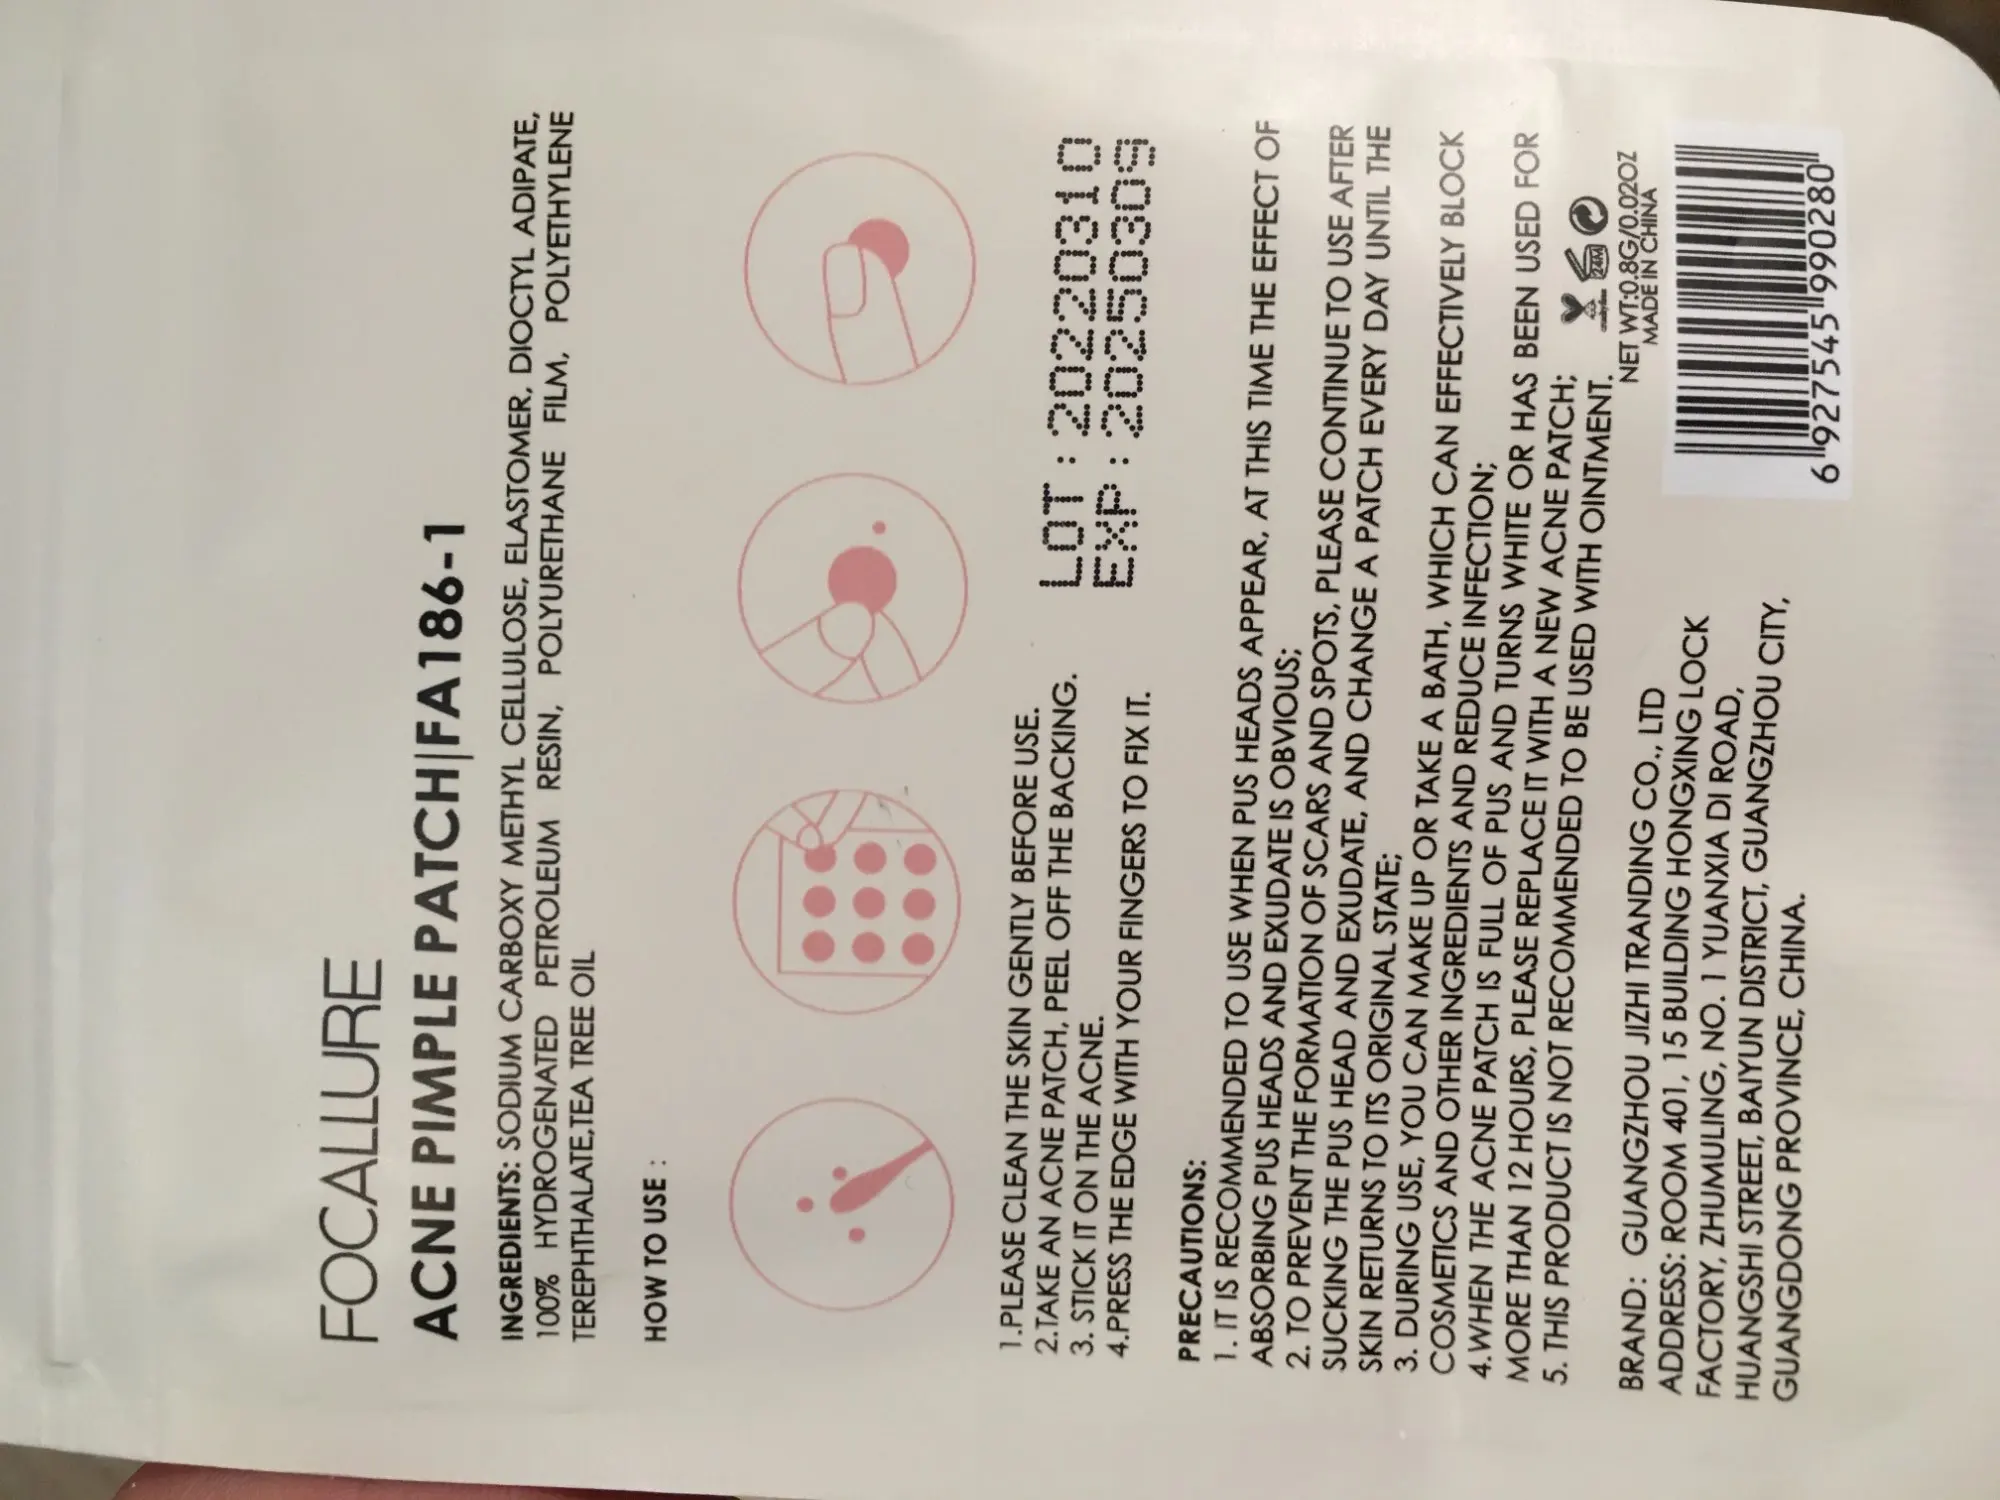 FOCALLURE
ACNE PIMPLE PATCH|FA186-1
INGREDIENTS: SODIUM CARBOXY METHYL CELLULOSE, ELASTOMER, DIOCTYL ADIPATE,
100% HYDROGENATED PETROLEUM RESIN, POLYURETHANE FILM, POLYETHYLENE
TEREPHTHALATE,TEA TREE OIL
HOW TO USE :
1.PLEASE CLEAN THE SKIN GENTLY BEFORE USE.
2.TAKE AN ACNE PATCH, PEEL OFF THE BACKING.
3. STICK IT ON THE ACNE.
4.PRESS THE EDGE WITH YOUR FINGERS TO FIX IT.
LOT : 20220310
EXP : 20250309
PRECAUTIONS:
1. IT IS RECOMMENDED TO USE WHEN PUS HEADS APPEAR, AT THIS TIME THE EFFECT OF
ABSORBING PUS HEADS AND EXUDATE IS OBVIOUS;
2. TO PREVENT THE FORMATION OF SCARS AND SPOTS, PLEASE CONTINUE TO USE AFTER
SUCKING THE PUS HEAD AND EXUDATE, AND CHANGE A PATCH EVERY DAY UNTIL THE
SKIN RETURNS TO ITS ORIGINAL STATE;
3. DURING USE, YOU CAN MAKE UP OR TAKE A BATH, WHICH CAN EFFECTIVELY BLOCK
COSMETICS AND OTHER INGREDIENTS AND REDUCE INFECTION;
4.WHEN THE ACNE PATCH IS FULL OF PUS AND TURNS WHITE OR HAS BEEN USED FOR
MORE THAN 12 HOURS, PLEASE REPLACE IT WITH A NEW ACNE PATCH;
5. THIS PRODUCT IS NOT RECOMMENDED TO BE USED WITH OINTMENT.
24M
NET WT:0.8G/0.02OZ
MADE IN CHINA
BRAND: GUANGZHOU JIZHI TRANDING CO., LTD
ADDRESS: ROOM 401, 15 BUILDING HONGXING LOCK
FACTORY, ZHUMULING, NO. 1 YUANXIA DI ROAD,
HUANGSHI STREET, BAIYUN DISTRICT, GUANGZHOU CITY,
GUANGDONG PROVINCE, CHINA.
6 927545 990280